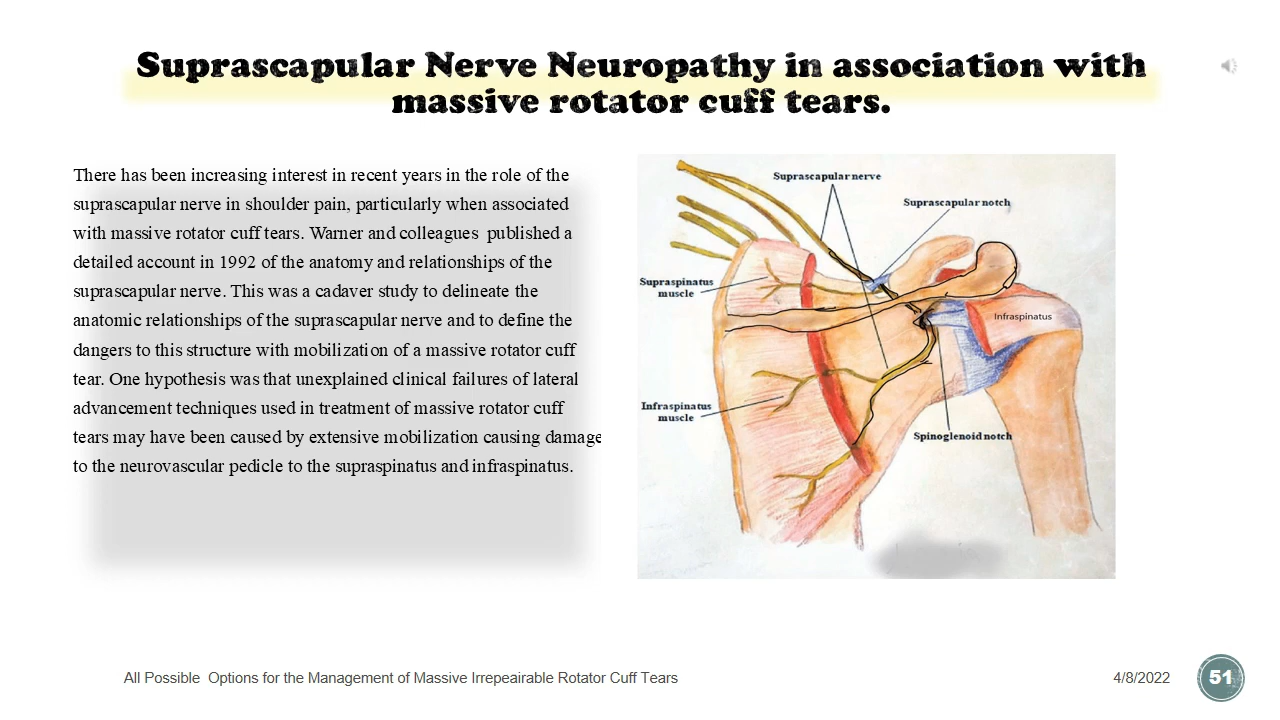 Suprascapular Nerve Neuropathy in association with
massive rotator cuff tears.
There has been increasing interest in recent years in the role of the
suprascapular nerve in shoulder pain, particularly when associated
with massive rotator cuff tears. Warner and colleagues published a
detailed account in 1992 of the anatomy and relationships of the
suprascapular nerve. This was a cadaver study to delineate the
anatomic relationships of the suprascapular nerve and to define the
dangers to this structure with mobilization of a massive rotator cuff
tear. One hypothesis was that unexplained clinical failures of lateral
advancement techniques used in treatment of massive rotator cuff
tears may have been caused by extensive mobilization causing damage
to the neurovascular pedicle to the supraspinatus and infraspinatus.
Suprascapular nerve
Suprascapular notch
Supraspinatus
muscle
Infraspinatus
Infraspinatus
muscle
Spinoglenoid notch
All Possible Options for the Management of Massive Irrepeairable Rotator Cuff Tears
4/8/2022
51